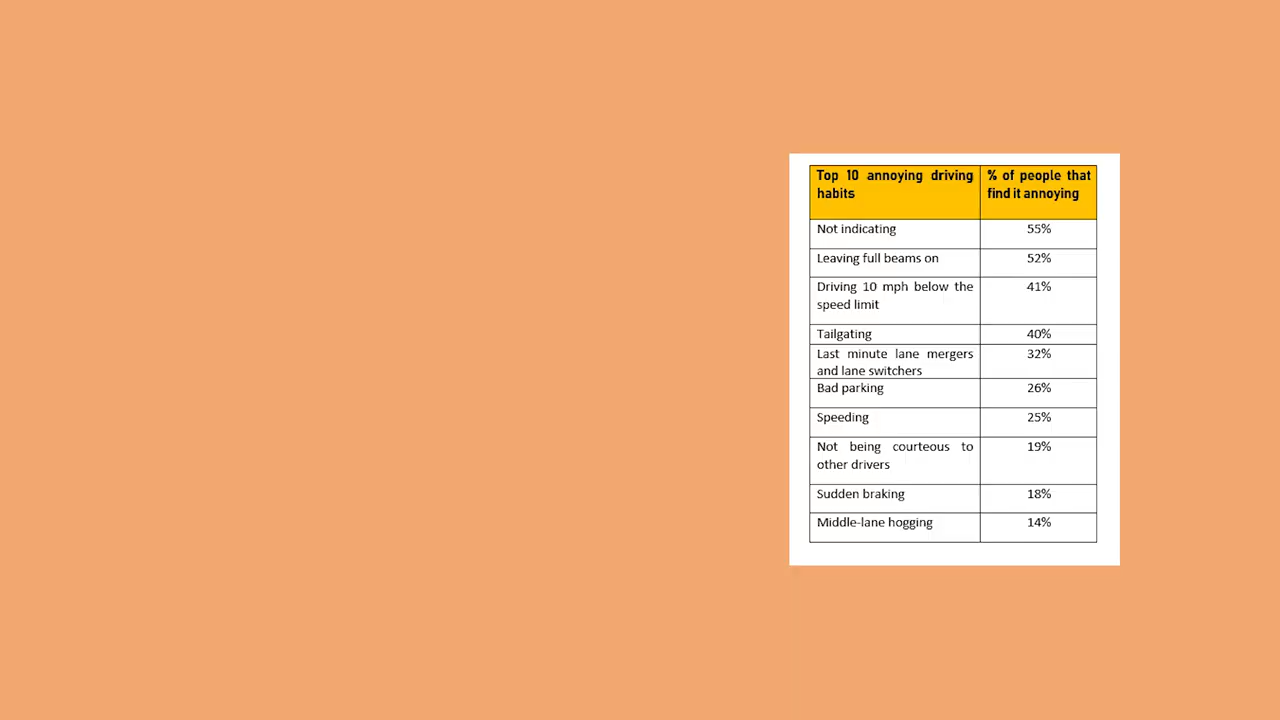 Top 10 annoying driving habits
% of people that find it annoying
Not indicating
55%
Leaving full beams on
52%
Driving 10 mph below the
speed limit
41%
Tailgating
40%
Last minute lane mergers
and lane switchers
32%
Bad parking
26%
Speeding
25%
Not being courteous to
other drivers
19%
Sudden braking
18%
Middle-lane hogging
14%